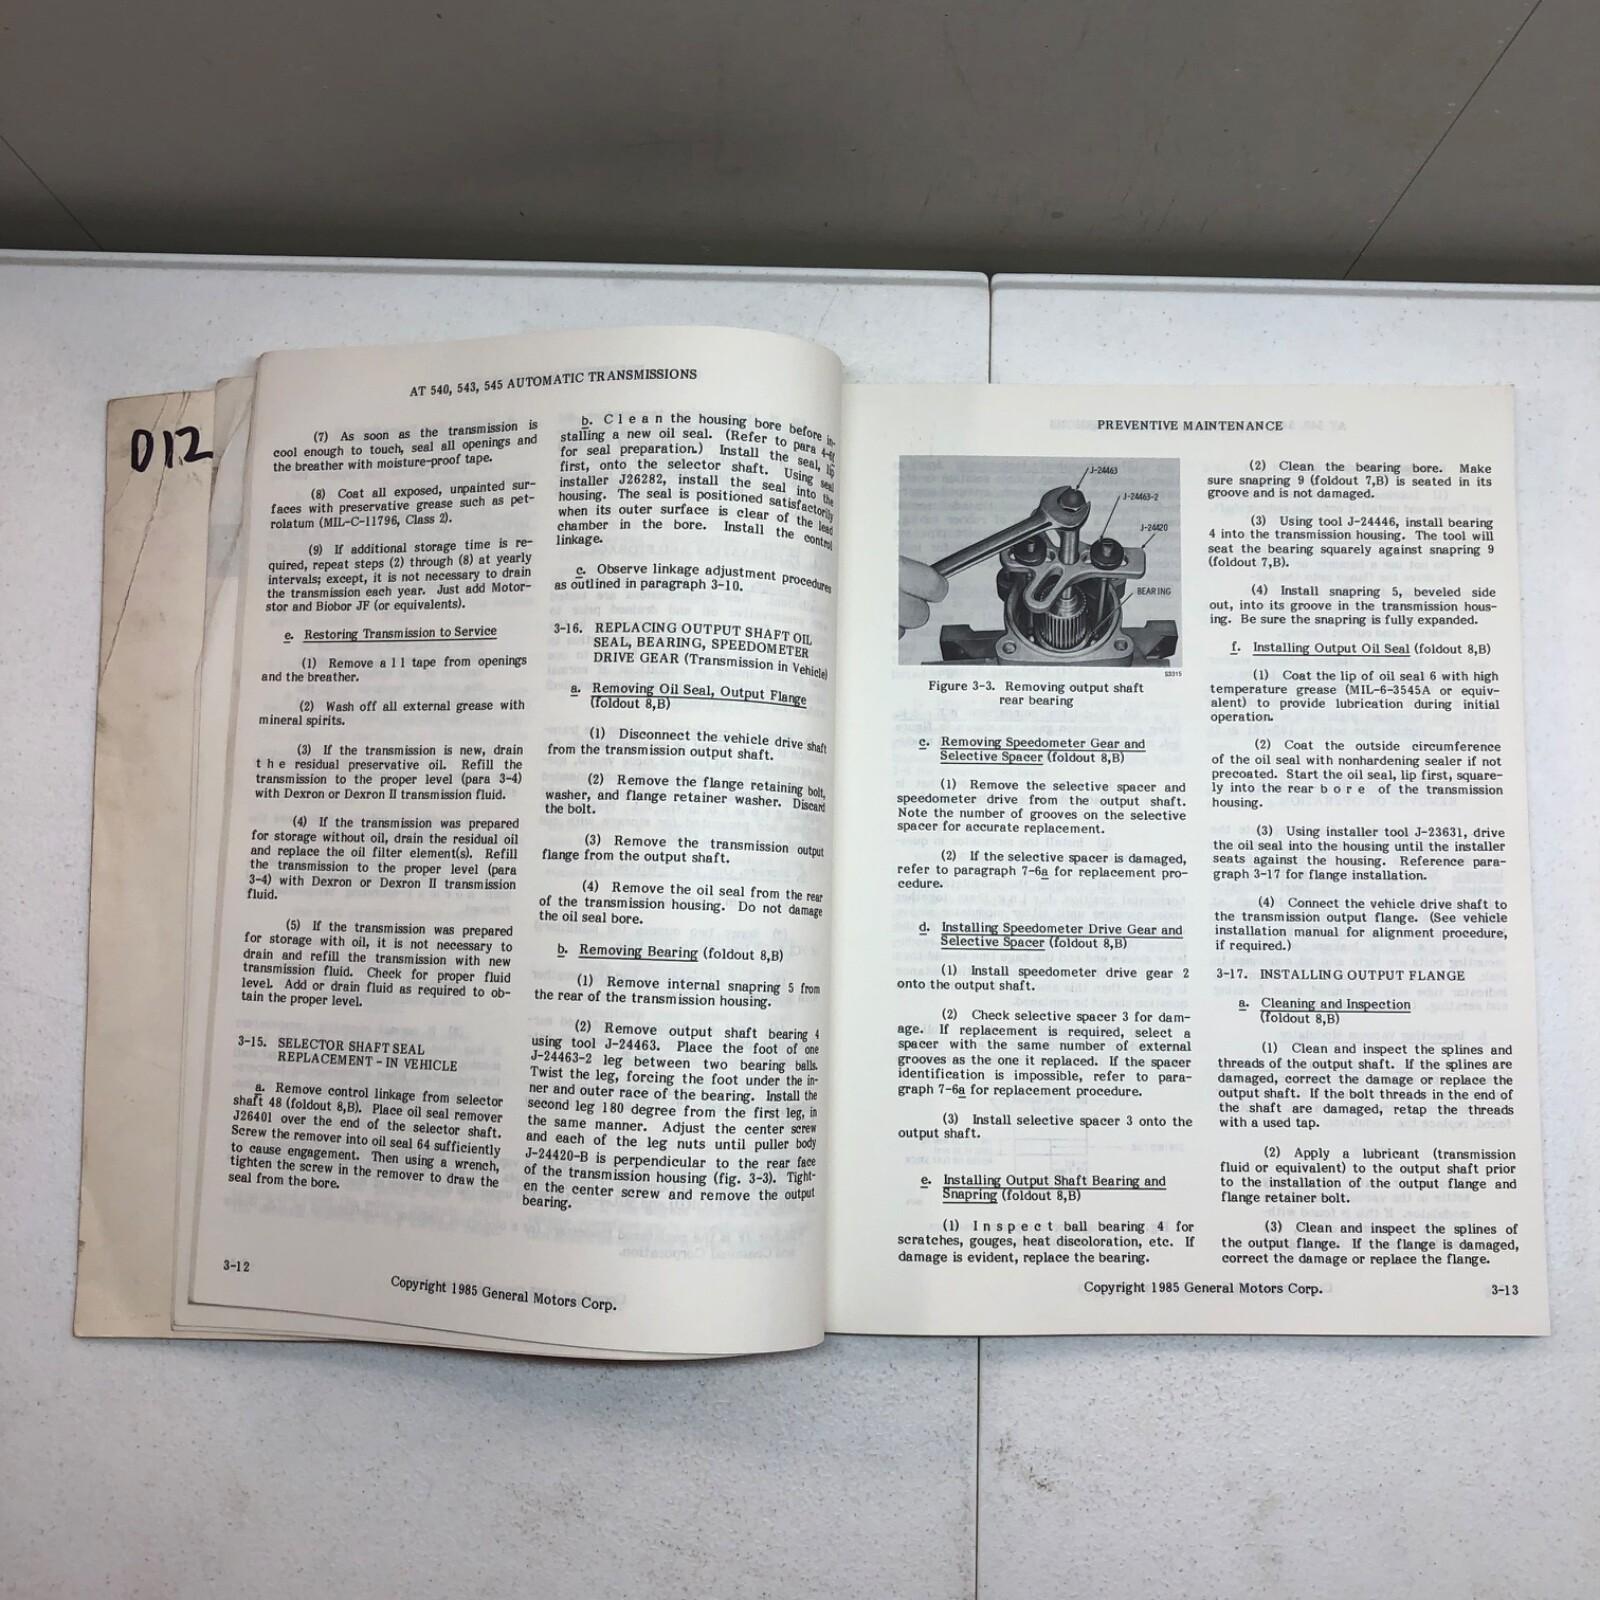 D12
AT 540, 543, 545 AUTOMATIC TRANSMISSIONS
(7) As soon as the transmission is
cool enough to touch, seal all openings and
the breather with moisture-proof tape.
(8) Coat all exposed, unpainted sur-
faces with preservative grease such as pet-
rolatum (MIL-C-11796, Class 2).
(9) If additional storage time is re-
quired, repeat steps (2) through (8) at yearly
intervals; except, it is not necessary to drain
the transmission each year. Just add Motor-
stor and Biobor JF (or equivalents).
e. Restoring Transmission to Service
(1) Remove all tape from openings
and the breather.
(2) Wash off all external grease with
mineral spirits.
(3) If the transmission is new, drain
the residual preservative oil. Refill the
transmission to the proper level (para 3-4)
with Dexron or Dexron II transmission fluid.
(4) If the transmission was prepared
for storage without oil, drain the residual oil
and replace the oil filter element(s). Refill
the transmission to the proper level (para
3-4) with Dexron or Dexron II transmission
fluid.
(5) If the transmission was prepared
for storage with oil, it is not necessary to
drain and refill the transmission with new
transmission fluid. Check for proper fluid
level. Add or drain fluid as required to ob-
tain the proper level.
3-15. SELECTOR SHAFT SEAL
REPLACEMENT - IN VEHICLE
a. Remove control linkage from selector
shaft 48 (foldout 8,B). Place oil seal remover
J26401 over the end of the selector shaft.
Screw the remover into oil seal 64 sufficiently
to cause engagement. Then using a wrench,
tighten the screw in the remover to draw the
seal from the bore.
b. Clean the housing bore before in-
stalling a new oil seal. (Refer to para
for seal preparation.) Install the seal, lip
first, onto the selector shaft. Using seal
installer J26282, install the seal into the
housing. The seal is positioned satisfactorily
when its outer surface is clear of the lead
chamber in the bore. Install the control
linkage.
c. Observe linkage adjustment procedures
as outlined in paragraph 3-10.
3-16. REPLACING OUTPUT SHAFT OIL
SEAL, BEARING, SPEEDOMETER
DRIVE GEAR (Transmission in Vehicle)
a. Removing Oil Seal, Output Flange
(foldout 8,B)
(1) Disconnect the vehicle drive shaft
from the transmission output shaft.
(2) Remove the flange retaining bolt,
washer, and flange retainer washer. Discard
the bolt.
(3) Remove the transmission output
flange from the output shaft.
(4) Remove the oil seal from the rear
of the transmission housing. Do not damage
the oil seal bore.
b. Removing Bearing (foldout 8,B)
(1) Remove internal snapring 5 from
the rear of the transmission housing.
(2) Remove output shaft bearing 4
using tool J-24463. Place the foot of one
J-24463-2 leg between two bearing balls.
Twist the leg, forcing the foot under the in-
ner and outer race of the bearing. Install the
second leg 180 degree from the first leg, in
the same manner. Adjust the center screw
and each of the leg nuts until puller body
J-24420-B is perpendicular to the rear face
of the transmission housing (fig. 3-3). Tight-
en the center screw and remove the output
bearing.
3-12
Copyright 1985 General Motors Corp.
PREVENTIVE MAINTENANCE
J-24463
J-24463-2
J-24420
BEARING
S3315
Figure 3-3. Removing output shaft
rear bearing
c. Removing Speedometer Gear and
Selective Spacer (foldout 8,B)
(1) Remove the selective spacer and
speedometer drive from the output shaft.
Note the number of grooves on the selective
spacer for accurate replacement.
(2) If the selective spacer is damaged,
refer to paragraph 7-6a for replacement pro-
cedure.
d. Installing Speedometer Drive Gear and
Selective Spacer (foldout 8,B)
(1) Install speedometer drive gear 2
onto the output shaft.
(2) Check selective spacer 3 for dam-
age. If replacement is required, select a
spacer with the same number of external
grooves as the one it replaced. If the spacer
identification is impossible, refer to para-
graph 7-6a for replacement procedure.
(3) Install selective spacer 3 onto the
output shaft.
e. Installing Output Shaft Bearing and
Snapring (foldout 8,B)
(1) Inspect ball bearing 4 for
scratches, gouges, heat discoloration, etc. If
damage is evident, replace the bearing.
(2) Clean the bearing bore. Make
sure snapring 9 (foldout 7,B) is seated in its
groove and is not damaged.
(3) Using tool J-24446, install bearing
4 into the transmission housing. The tool will
seat the bearing squarely against snapring 9
(foldout 7,B).
(4) Install snapring 5, beveled side
out, into its groove in the transmission hous-
ing. Be sure the snapring is fully expanded.
f. Installing Output Oil Seal (foldout 8,B)
(1) Coat the lip of oil seal 6 with high
temperature grease (MIL-6-3545A or equiv-
alent) to provide lubrication during initial
operation.
(2) Coat the outside circumference
of the oil seal with nonhardening sealer if not
precoated. Start the oil seal, lip first, square-
ly into the rear bore of the transmission
housing.
(3) Using installer tool J-23631, drive
the oil seal into the housing until the installer
seats against the housing. Reference para-
graph 3-17 for flange installation.
(4) Connect the vehicle drive shaft to
the transmission output flange. (See vehicle
installation manual for alignment procedure,
if required.)
3-17. INSTALLING OUTPUT FLANGE
a. Cleaning and Inspection
(foldout 8,B)
(1) Clean and inspect the splines and
threads of the output shaft. If the splines are
damaged, correct the damage or replace the
output shaft. If the bolt threads in the end of
the shaft are damaged, retap the threads
with a used tap.
(2) Apply a lubricant (transmission
fluid or equivalent) to the output shaft prior
to the installation of the output flange and
flange retainer bolt.
(3) Clean and inspect the splines of
the output flange. If the flange is damaged,
correct the damage or replace the flange.
Copyright 1985 General Motors Corp.
3-13